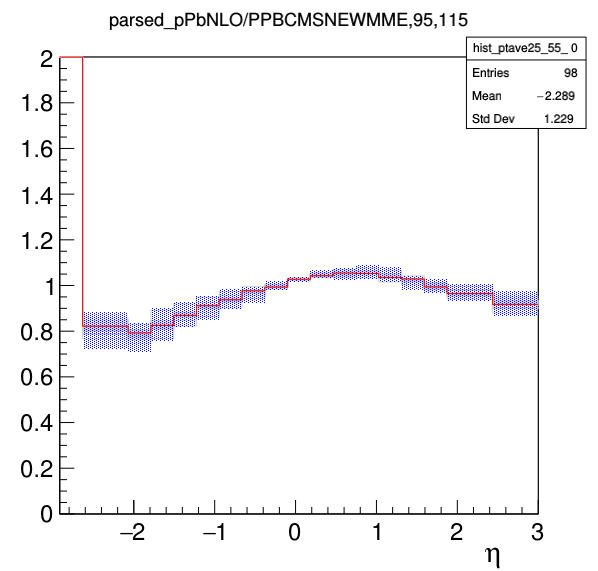 parsed_pPbNLO/PPBCMSNEWMME,95,115
hist_ptave25_55_ 0
Entries 98
Mean −2.289
Std Dev 1.229
2
1.8
1.6
1.4
1.2
1
0.8
0.6
0.4
0.2
0
−2 −1 0 1 2 3
η